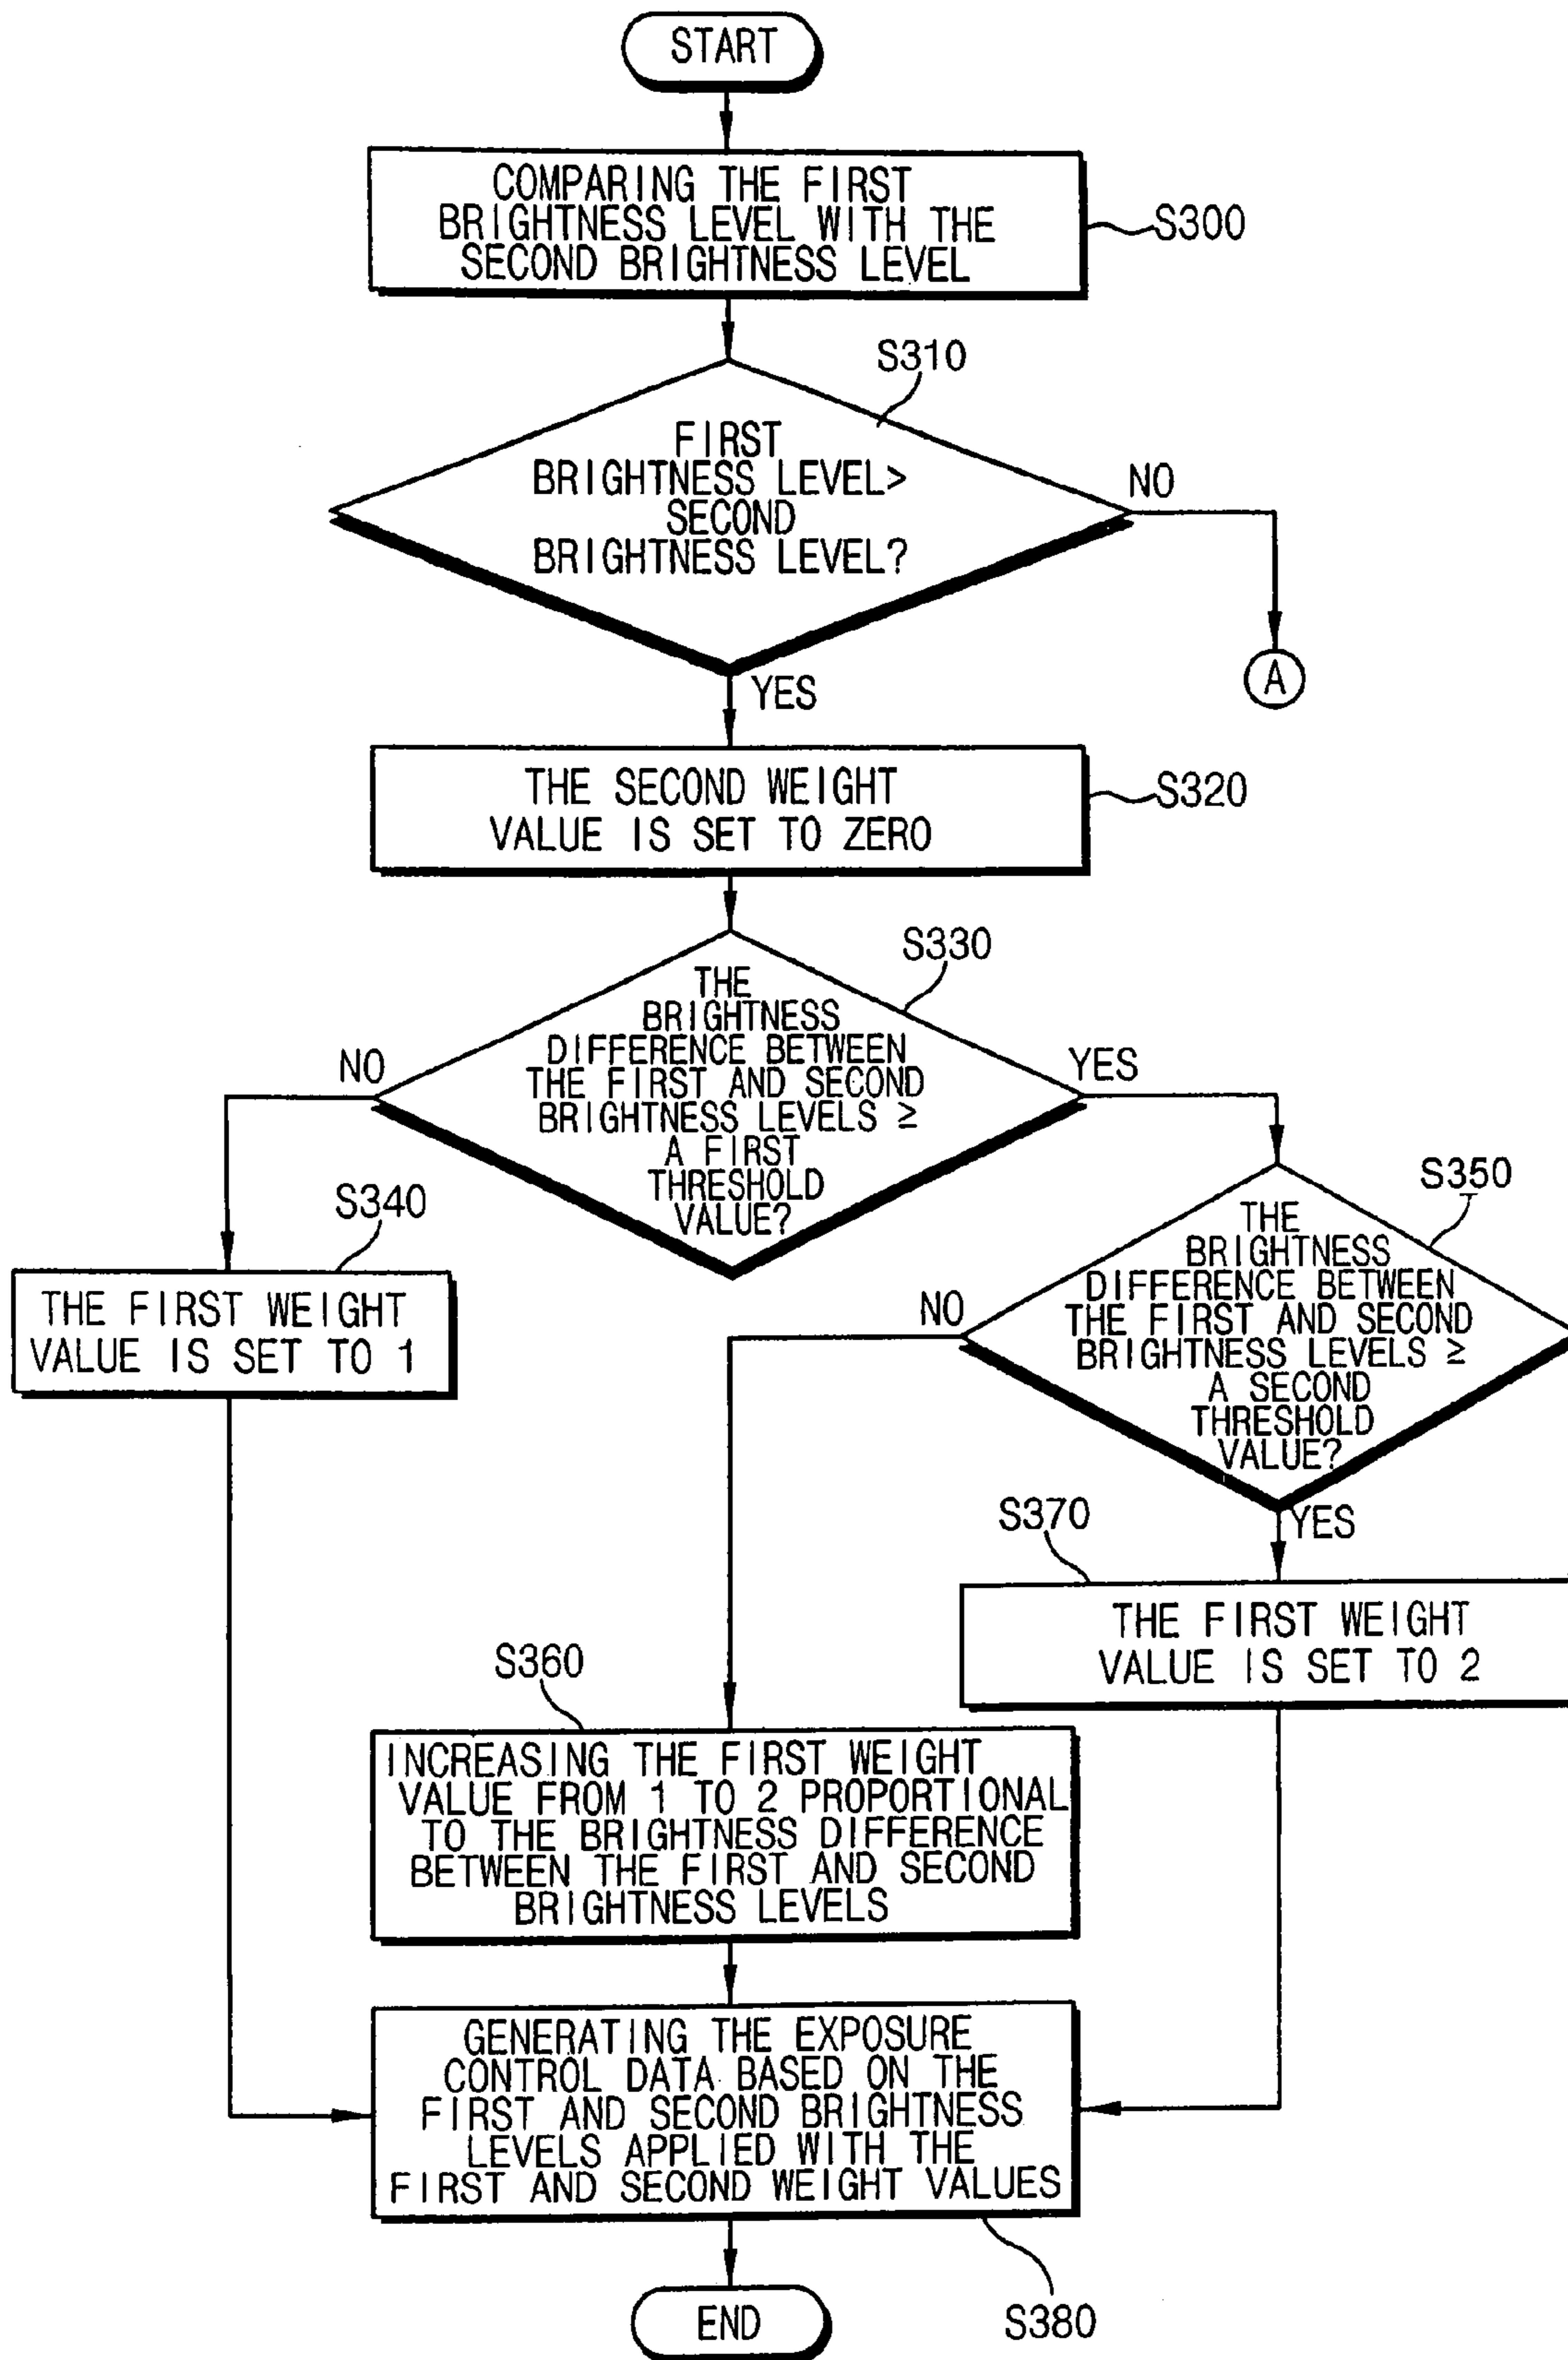 START
COMPARING THE FIRST
BRIGHTNESS LEVEL WITH THE
SECOND BRIGHTNESS LEVEL
S300
S310
FIRST
BRIGHTNESS LEVEL>
SECOND
BRIGHTNESS LEVEL?
NO
A
YES
THE SECOND WEIGHT
VALUE IS SET TO ZERO
S320
S330
THE
BRIGHTNESS
DIFFERENCE BETWEEN
THE FIRST AND SECOND
BRIGHTNESS LEVELS ≥
A FIRST
THRESHOLD
VALUE?
NO
YES
S340
THE FIRST WEIGHT
VALUE IS SET TO 1
S350
THE
BRIGHTNESS
DIFFERENCE BETWEEN
THE FIRST AND SECOND
BRIGHTNESS LEVELS ≥
A SECOND
THRESHOLD
VALUE?
NO
YES
S370
THE FIRST WEIGHT
VALUE IS SET TO 2
S360
INCREASING THE FIRST WEIGHT
VALUE FROM 1 TO 2 PROPORTIONAL
TO THE BRIGHTNESS DIFFERENCE
BETWEEN THE FIRST AND SECOND
BRIGHTNESS LEVELS
GENERATING THE EXPOSURE
CONTROL DATA BASED ON THE
FIRST AND SECOND BRIGHTNESS
LEVELS APPLIED WITH THE
FIRST AND SECOND WEIGHT VALUES
S380
END